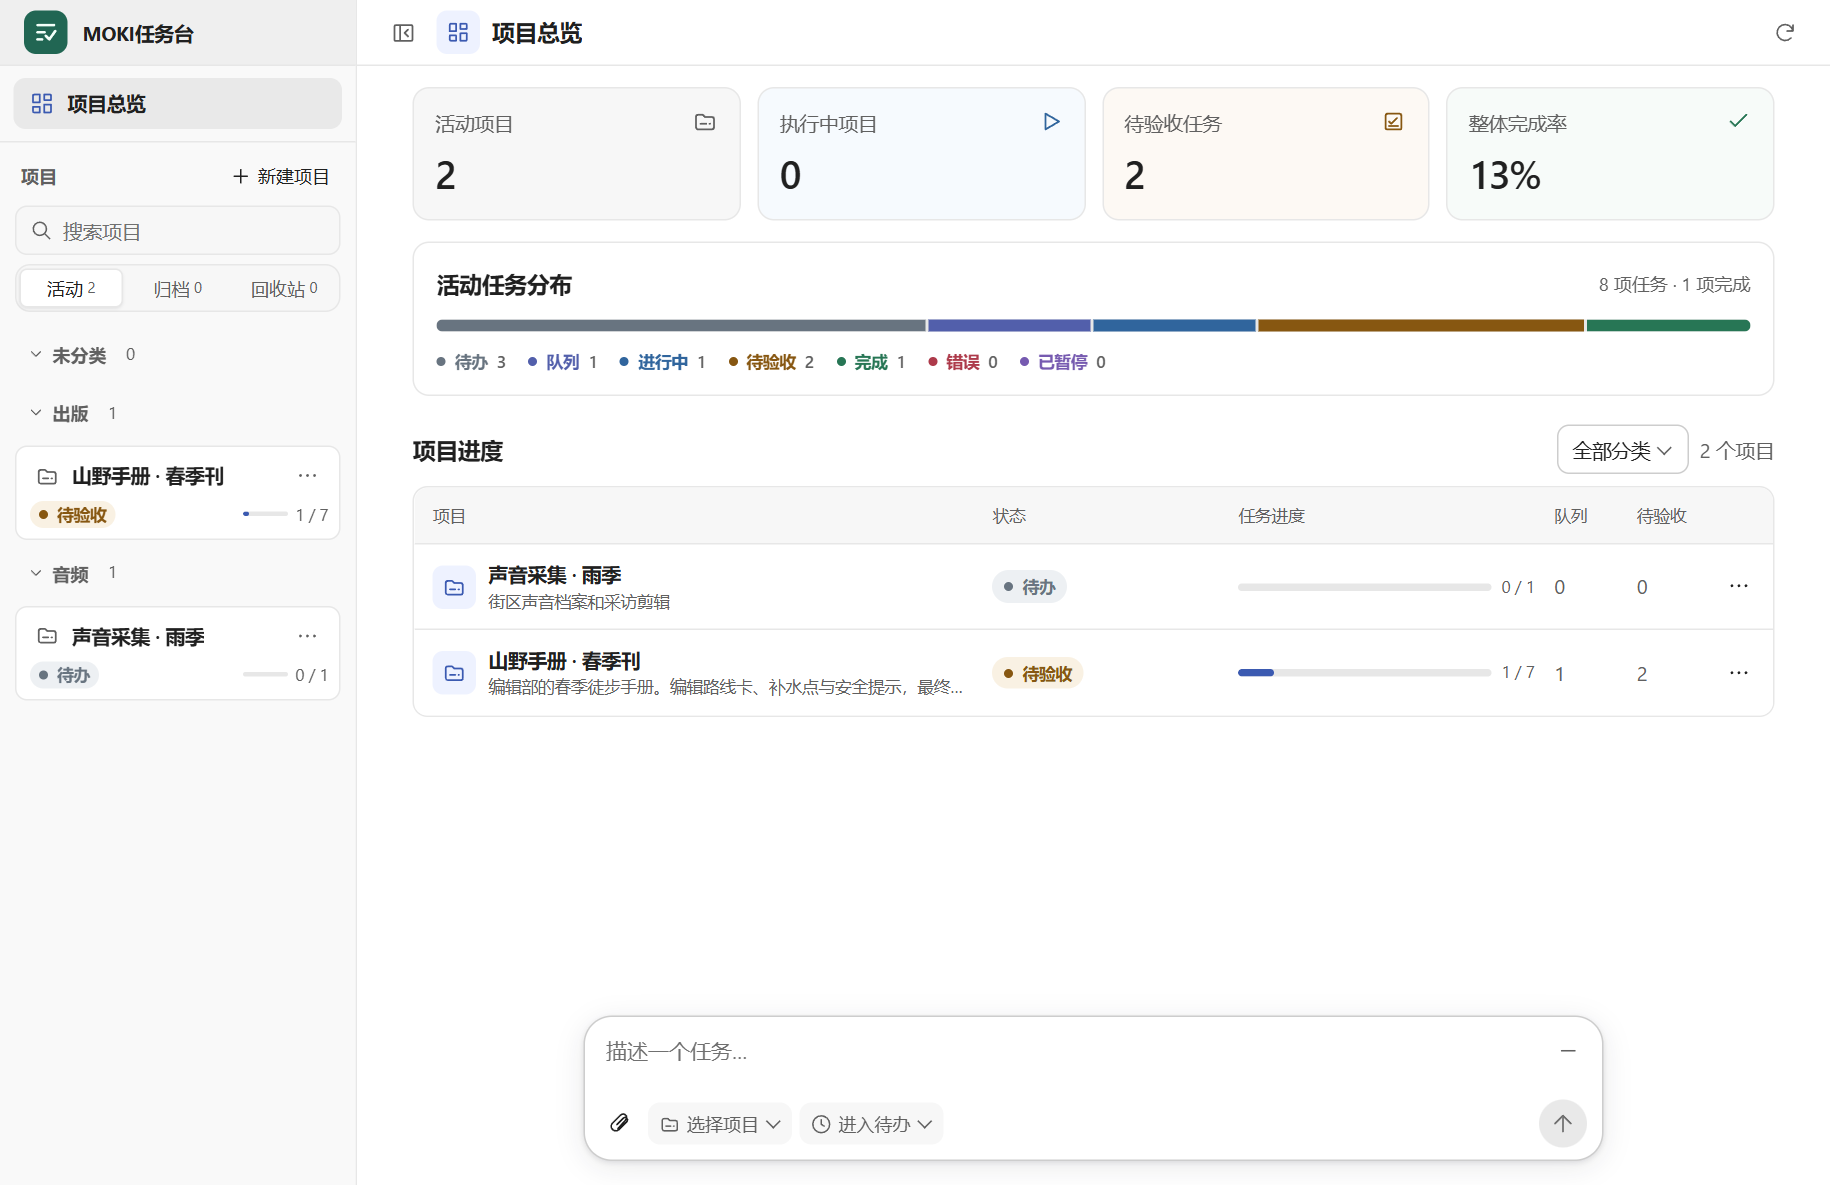 MOKI任务台
项目总览
项目
新建项目
搜索项目
活动 2
归档 0
回收站 0
未分类 0
出版 1
山野手册 · 春季刊
待验收
1 / 7
音频 1
声音采集 · 雨季
待办
0 / 1
项目总览
活动项目
2
执行中项目
0
待验收任务
2
整体完成率
13%
活动任务分布
8 项任务 · 1 项完成
待办 3
队列 1
进行中 1
待验收 2
完成 1
错误 0
已暂停 0
项目进度
全部分类
2 个项目
项目 状态 任务进度 队列 待验收
声音采集 · 雨季
街区声音档案和采访剪辑
待办
0 / 1
0
0
山野手册 · 春季刊
编辑部的春季徒步手册。编辑路线卡、补水点与安全提示，最终...
待验收
1 / 7
1
2
描述一个任务...
选择项目
进入待办